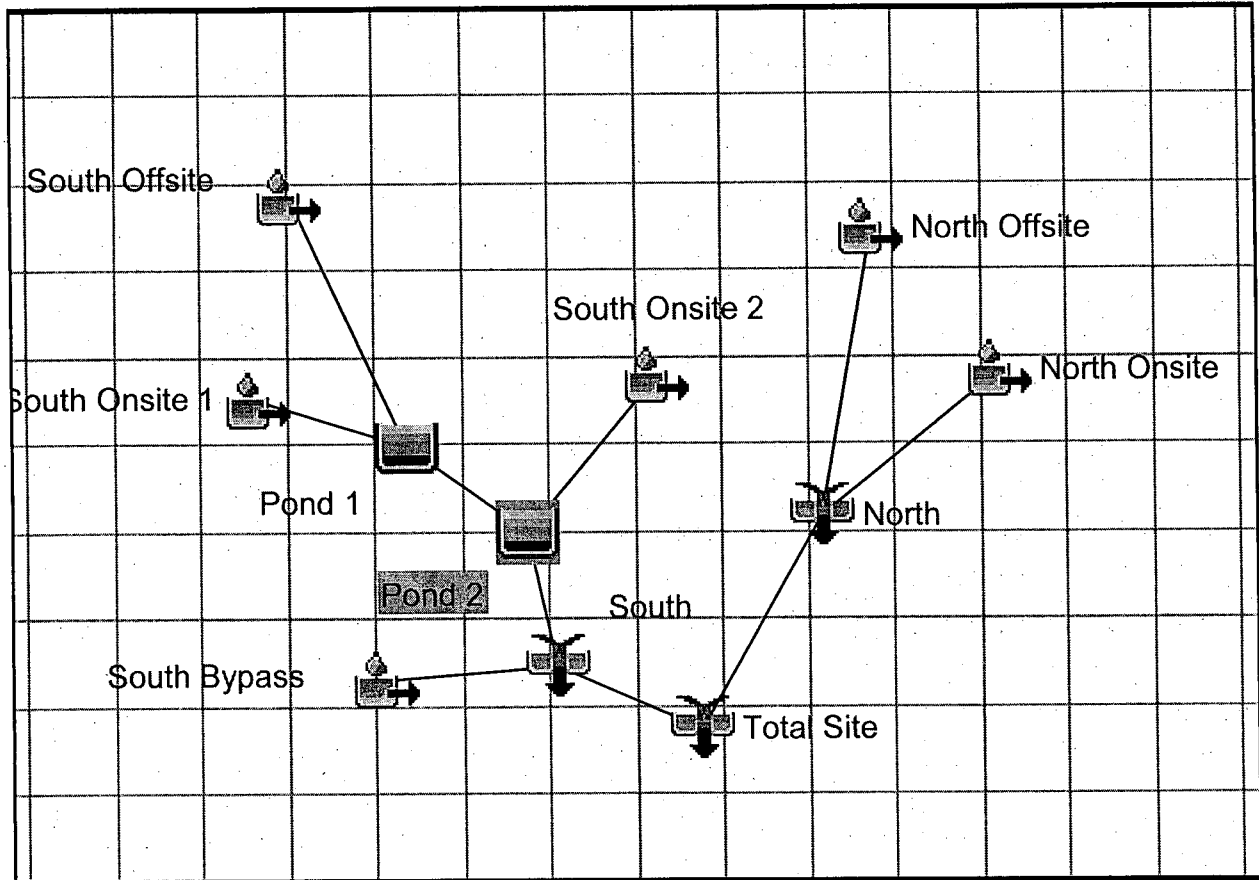 South Offsite
North Offsite
South Onsite 2
North Onsite
South Onsite 1
Pond 1
North
Pond 2
South
South Bypass
Total Site